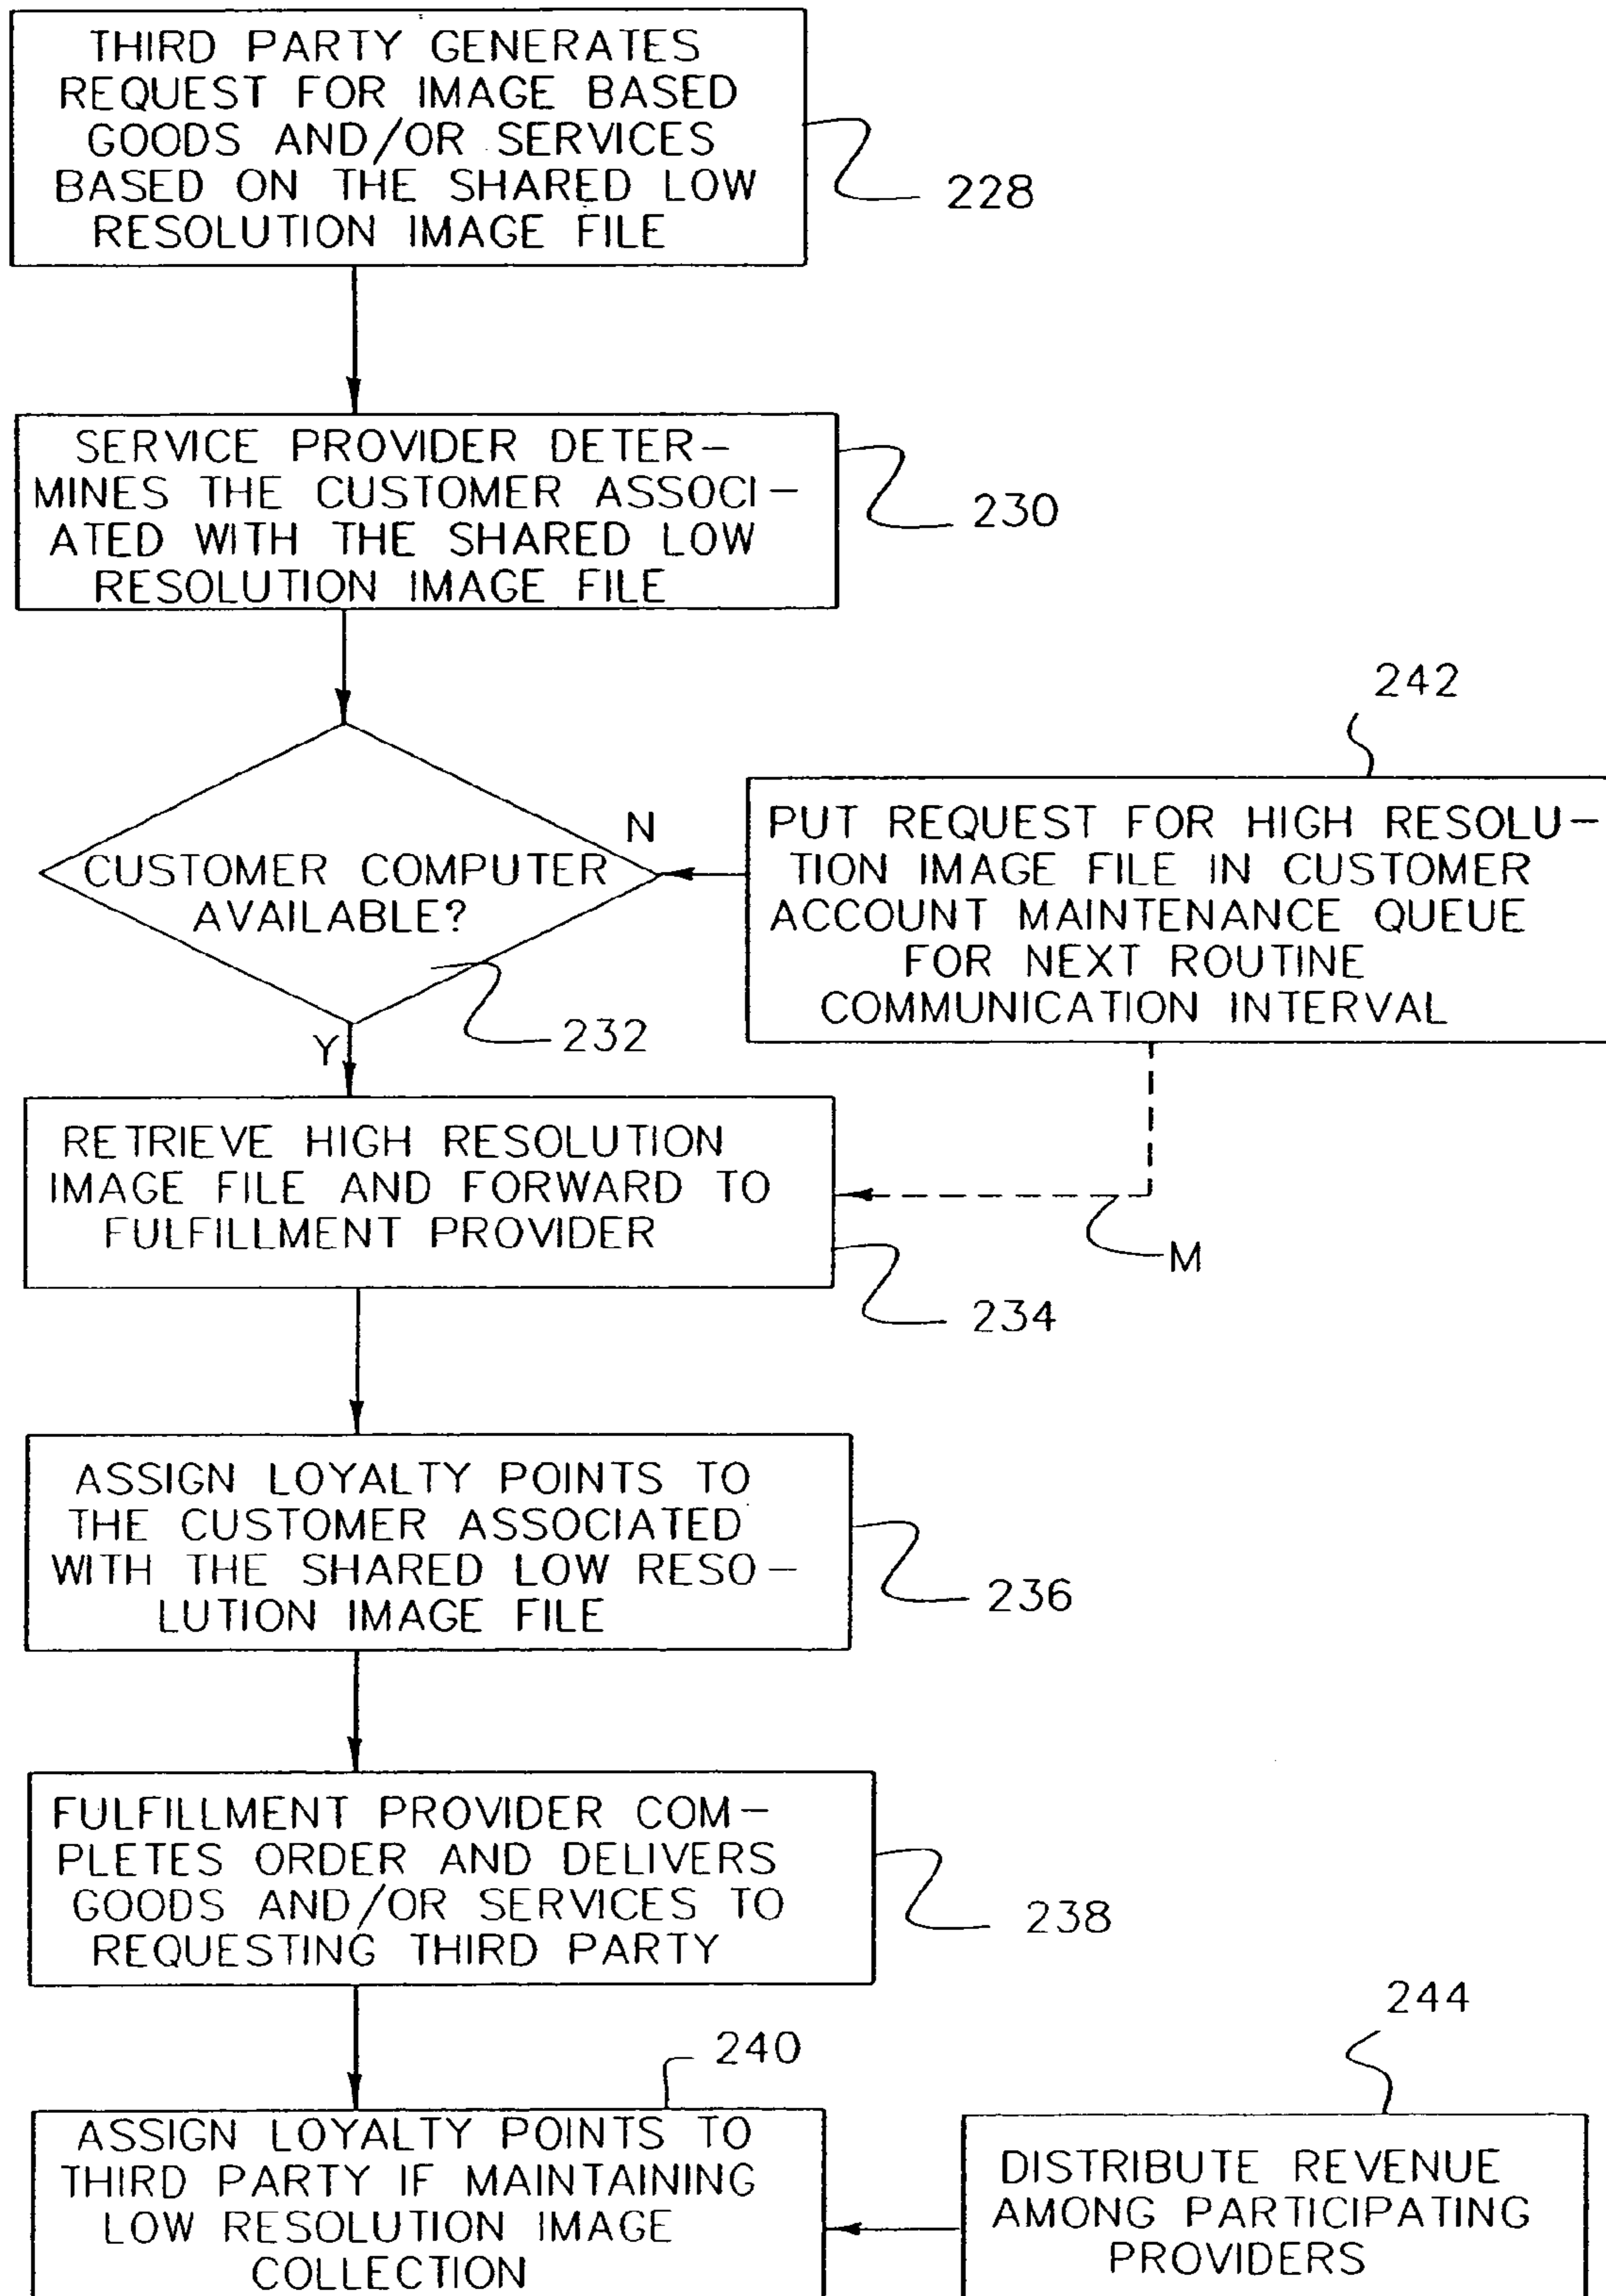 THIRD PARTY GENERATES
REQUEST FOR IMAGE BASED
GOODS AND/OR SERVICES
BASED ON THE SHARED LOW
RESOLUTION IMAGE FILE
228
SERVICE PROVIDER DETER-
MINES THE CUSTOMER ASSOCI-
ATED WITH THE SHARED LOW
RESOLUTION IMAGE FILE
230
CUSTOMER COMPUTER
AVAILABLE?
N
Y
232
242
PUT REQUEST FOR HIGH RESOLU-
TION IMAGE FILE IN CUSTOMER
ACCOUNT MAINTENANCE QUEUE
FOR NEXT ROUTINE
COMMUNICATION INTERVAL
RETRIEVE HIGH RESOLUTION
IMAGE FILE AND FORWARD TO
FULFILLMENT PROVIDER
M
234
ASSIGN LOYALTY POINTS TO
THE CUSTOMER ASSOCIATED
WITH THE SHARED LOW RESO-
LUTION IMAGE FILE
236
FULFILLMENT PROVIDER COM-
PLETES ORDER AND DELIVERS
GOODS AND/OR SERVICES TO
REQUESTING THIRD PARTY
238
240
ASSIGN LOYALTY POINTS TO
THIRD PARTY IF MAINTAINING
LOW RESOLUTION IMAGE
COLLECTION
244
DISTRIBUTE REVENUE
AMONG PARTICIPATING
PROVIDERS